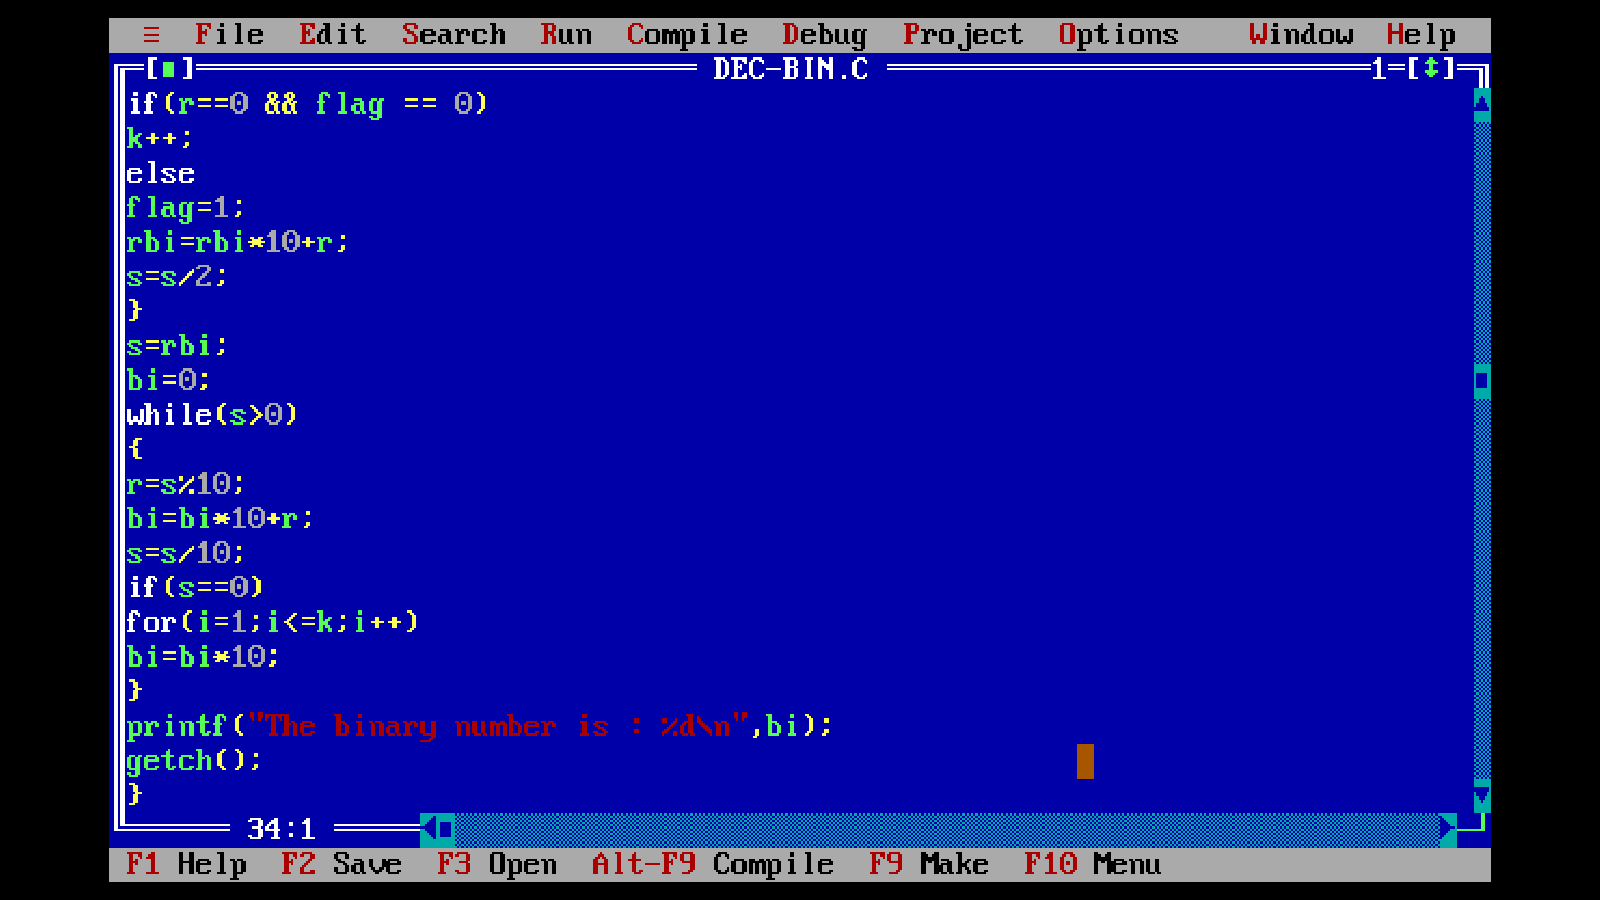 ≡ File Edit Search Run Compile Debug Project Options Window Help
[■] DEC-BIN.C 1=[↕]
if(r==0 && flag == 0)
k++;
else
flag=1;
rbi=rbi*10+r;
s=s/2;
}
s=rbi;
bi=0;
while(s>0)
{
r=s%10;
bi=bi*10+r;
s=s/10;
if(s==0)
for(i=1;i<=k;i++)
bi=bi*10;
}
printf("The binary number is : %d\n",bi);
getch();
}
34:1
F1 Help F2 Save F3 Open Alt-F9 Compile F9 Make F10 Menu